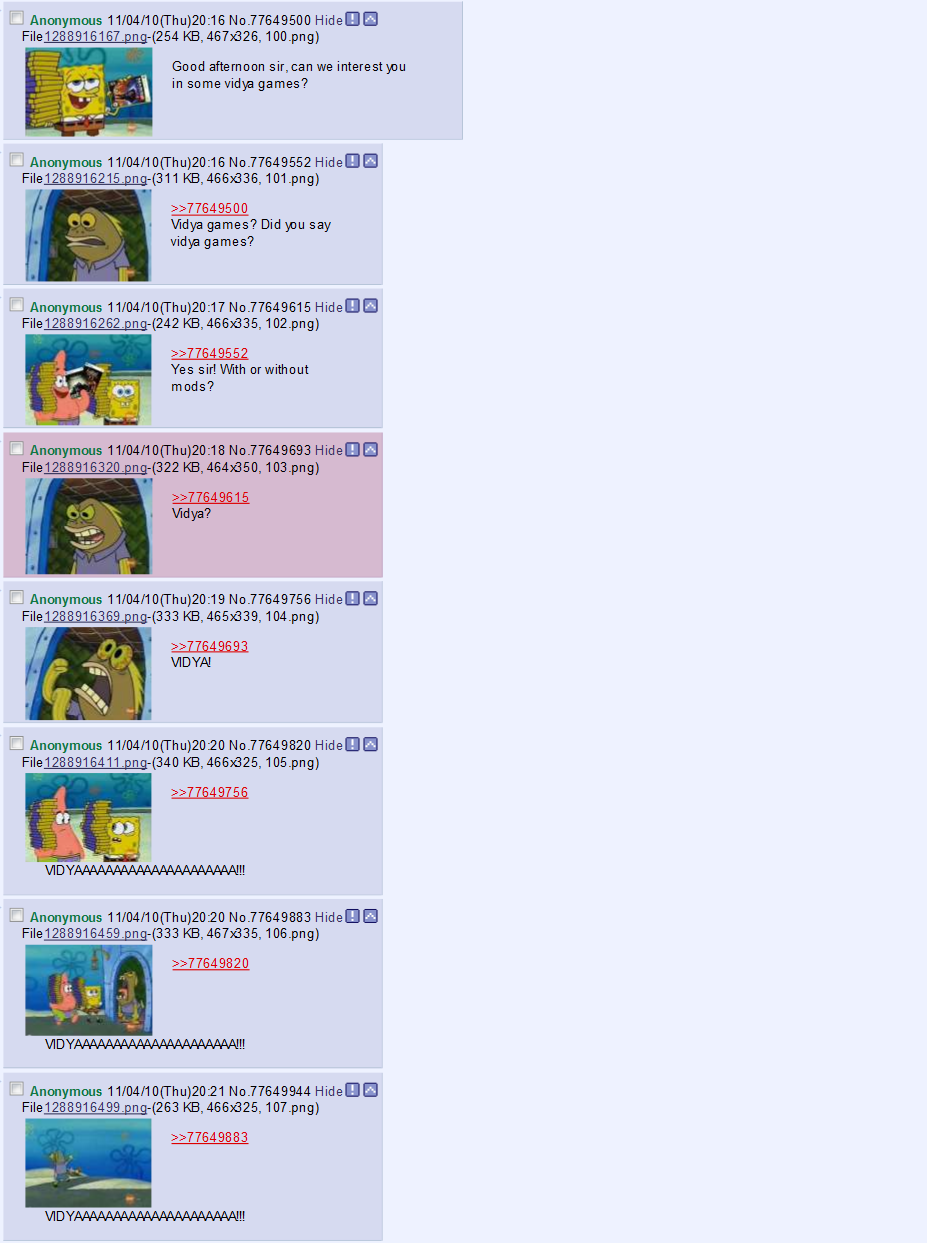 Anonymous 11/04/10(Thu)20:16 No.77649500 Hide
File1288916167.png-(254 KB, 467x326, 100.png)
Good afternoon sir, can we interest you
in some vidya games?
Anonymous 11/04/10(Thu)20:16 No.77649552 Hide
File1288916215.png-(311 KB, 466x336, 101.png)
>>77649500
Vidya games? Did you say
vidya games?
Anonymous 11/04/10(Thu)20:17 No.77649615 Hide
File1288916262.png-(242 KB, 466x335, 102.png)
>>77649552
Yes sir! With or without
mods?
Anonymous 11/04/10(Thu)20:18 No.77649693 Hide
File1288916320.png-(322 KB, 464x350, 103.png)
>>77649615
Vidya?
Anonymous 11/04/10(Thu)20:19 No.77649756 Hide
File1288916369.png-(333 KB, 465x339, 104.png)
>>77649693
VIDYA!
Anonymous 11/04/10(Thu)20:20 No.77649820 Hide
File1288916411.png-(340 KB, 466x325, 105.png)
>>77649756
VIDYAAAAAAAAAAAAAAAAAAAAAA!!!
Anonymous 11/04/10(Thu)20:20 No.77649883 Hide
File1288916459.png-(333 KB, 467x335, 106.png)
>>77649820
VIDYAAAAAAAAAAAAAAAAAAAAAA!!!
Anonymous 11/04/10(Thu)20:21 No.77649944 Hide
File1288916499.png-(263 KB, 466x325, 107.png)
>>77649883
VIDYAAAAAAAAAAAAAAAAAAAAAA!!!